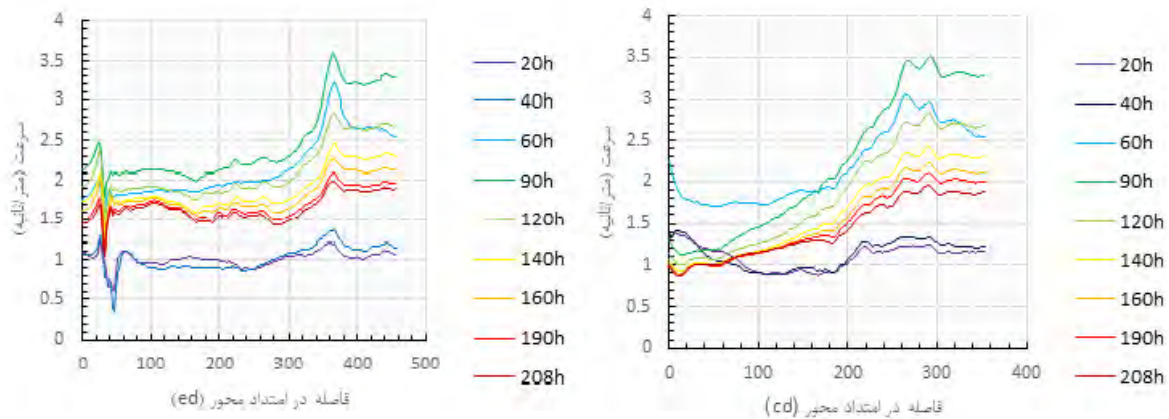 4
3.5
3
2.5
2
1.5
1
0.5
0
0 100 200 300 400 500
سرعت (متر/ثانیه)
فاصله در امتداد محور (ed)
20h
40h
60h
90h
120h
140h
160h
190h
208h
4
3.5
3
2.5
2
1.5
1
0.5
0
0 100 200 300 400
سرعت (متر/ثانیه)
فاصله در امتداد محور (cd)
20h
40h
60h
90h
120h
140h
160h
190h
208h